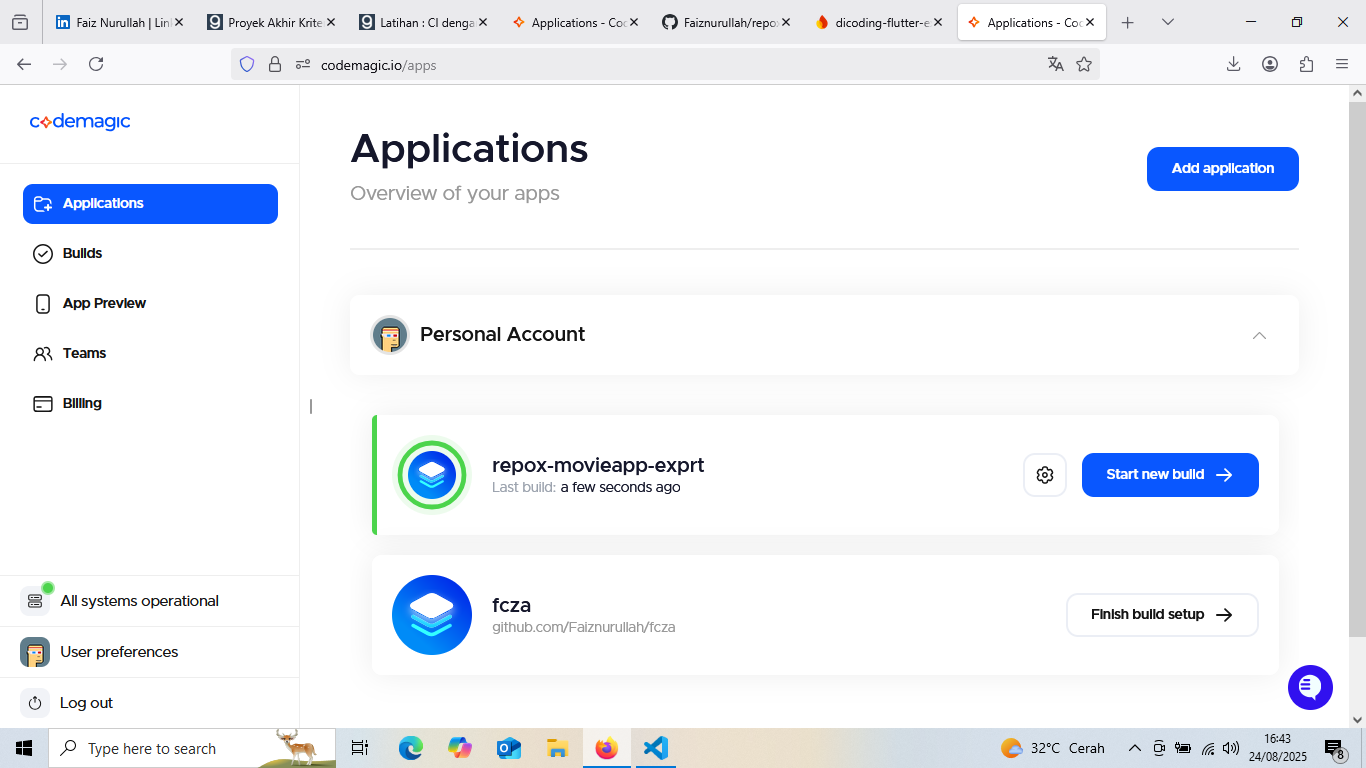 Faiz Nurullah | Lin
Proyek Akhir Krite
Latihan : CI denga
Applications - Coc
Faiznurullah/repo
dicoding-flutter-e
Applications - Coc
codemagic.io/apps
codemagic
Applications
Builds
App Preview
Teams
Billing
All systems operational
User preferences
Log out
Applications
Overview of your apps
Add application
Personal Account
repox-movieapp-exprt
Last build: a few seconds ago
Start new build
fcza
github.com/Faiznurullah/fcza
Finish build setup
Type here to search
32°C Cerah
16:43
24/08/2025
8